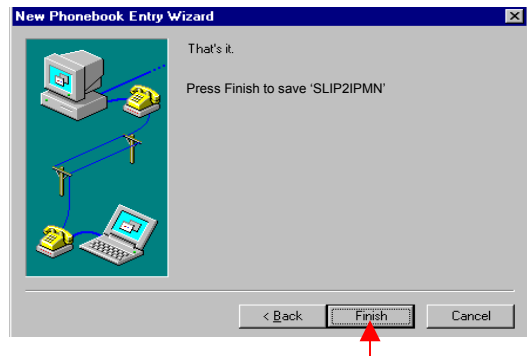 New Phonebook Entry Wizard
That's it.
Press Finish to save ‘SLIP2IPMN’
< Back
Finish
Cancel